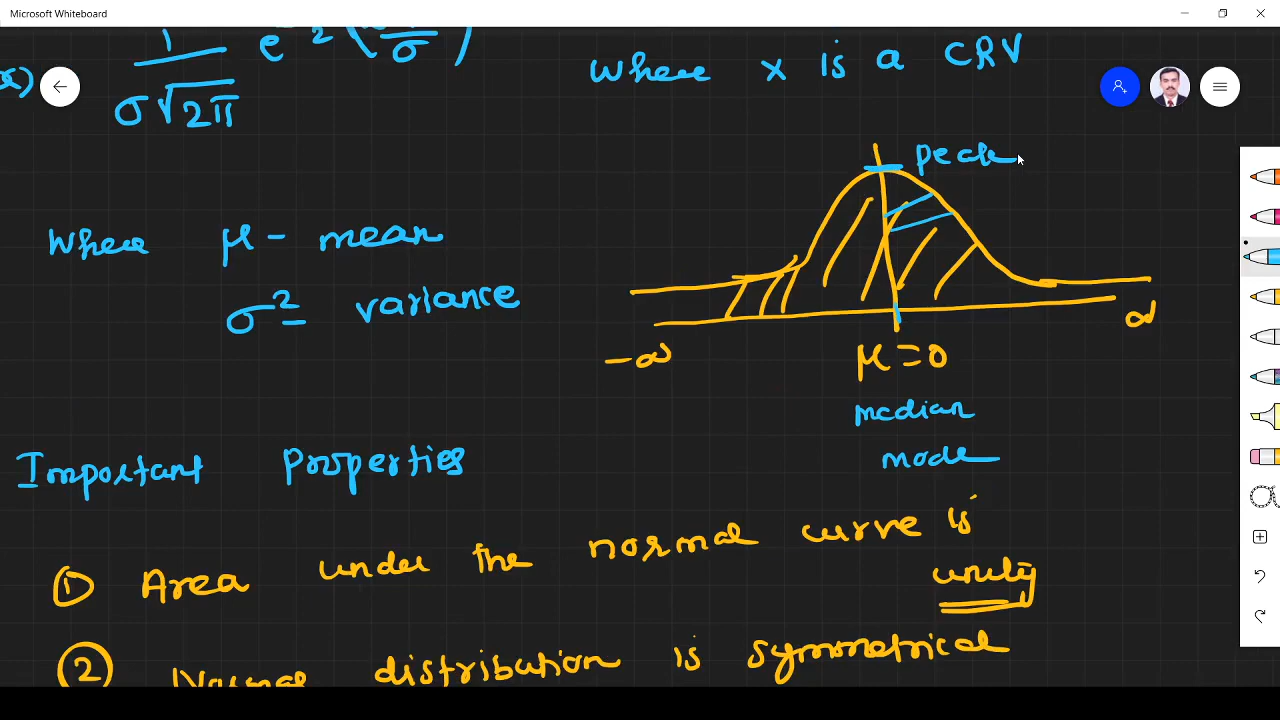 Microsoft Whiteboard
x) 1 / σ√2π e
where x is a CRV
peak
where μ - mean
σ² variance
-∞ ∞
μ = 0
median
mode
Important Properties
① Area under the normal curve is
unity
② Normal distribution is symmetrical